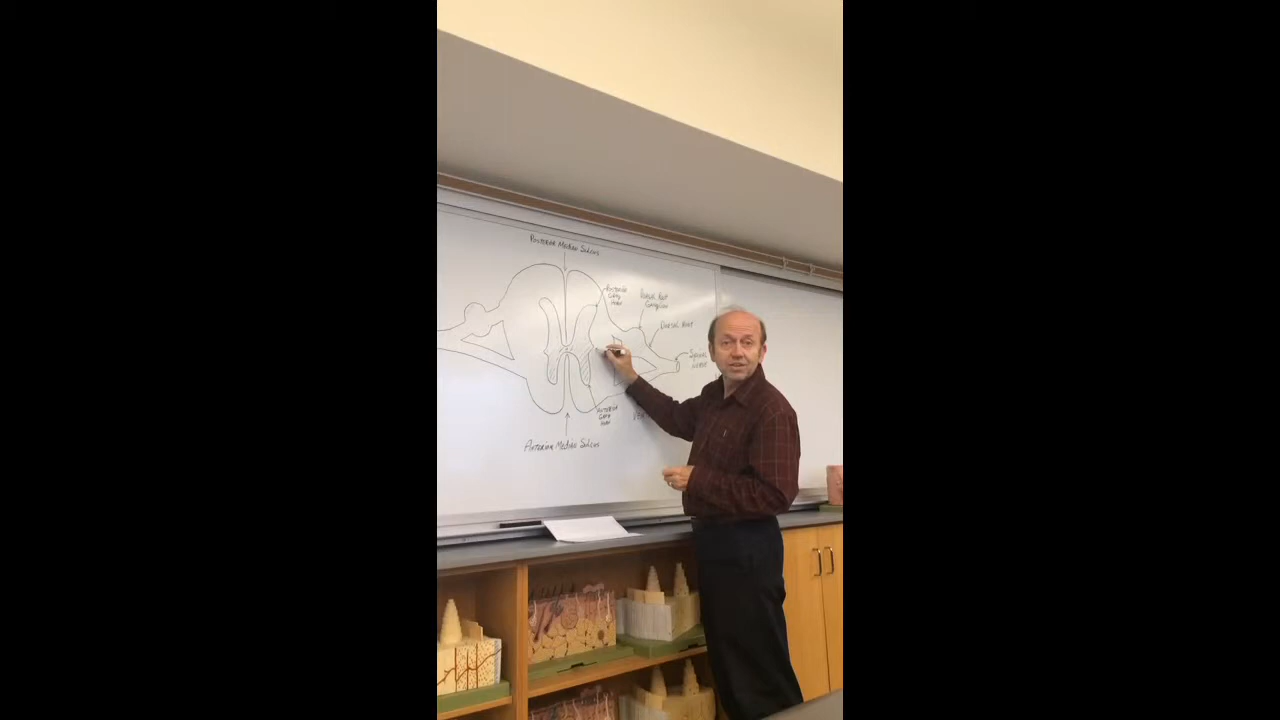 Posterior Median Sulcus
Posterior
Gray
Horn
Dorsal Root
Ganglion
Dorsal Root
Spinal
Nerve
Anterior
Gray
Horn
Anterior Median Sulcus